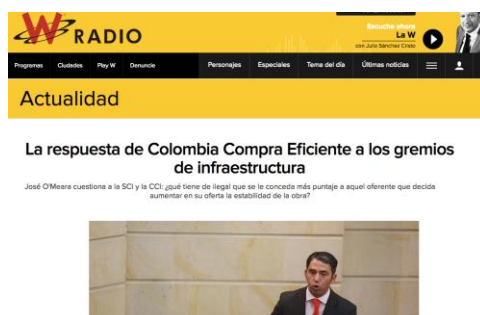 W RADIO
Escuche ahora
La W
con Julio Sánchez Cristo
Programas Ciudades Play W Denuncie Personajes Especiales Tema del día Últimas noticias
Actualidad
La respuesta de Colombia Compra Eficiente a los gremios
de infraestructura
José O'Meara cuestiona a la SCI y la CCI: ¿qué tiene de ilegal que se le conceda más puntaje a aquel oferente que decida
aumentar en su oferta la estabilidad de la obra?